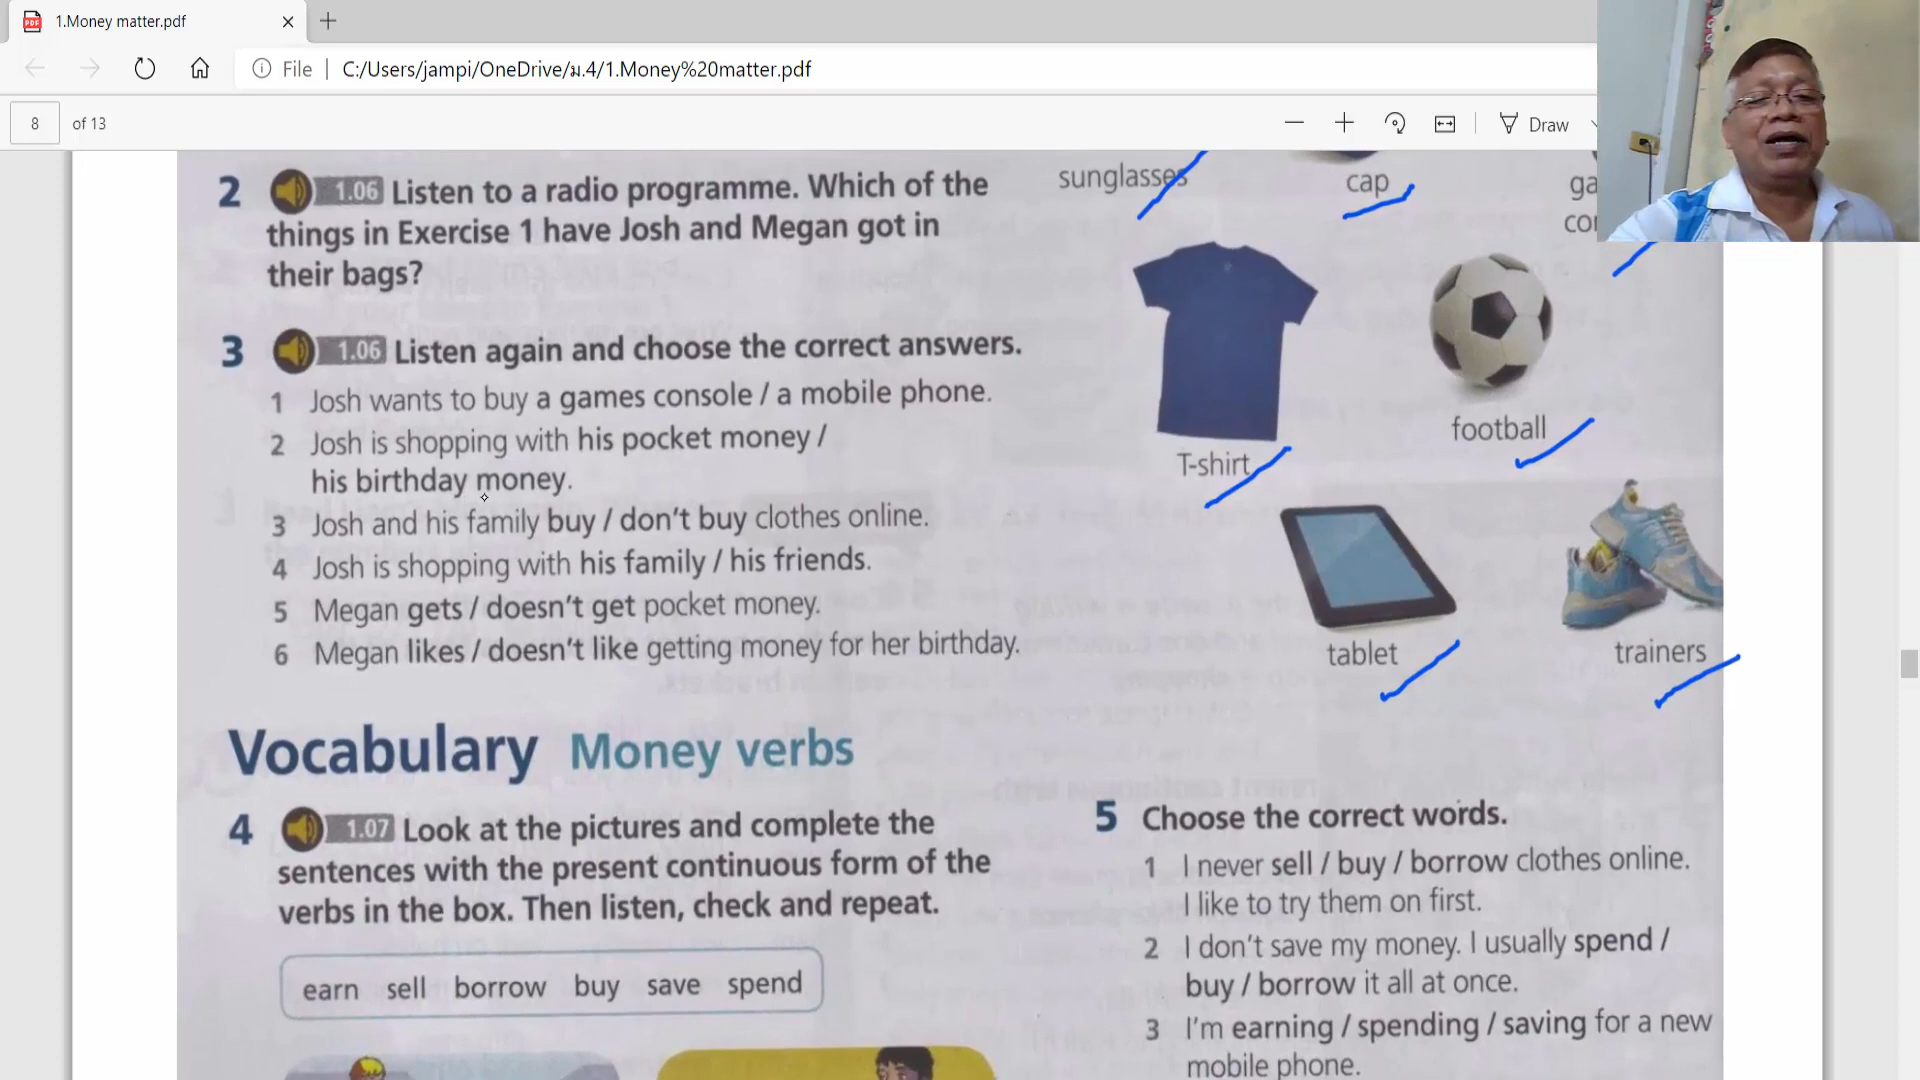 1.Money matter.pdf
File
C:/Users/jampi/OneDrive/ม.4/1.Money%20matter.pdf
8 of 13
Draw
2 1.06 Listen to a radio programme. Which of the
things in Exercise 1 have Josh and Megan got in
their bags?
3 1.06 Listen again and choose the correct answers.
1 Josh wants to buy a games console / a mobile phone.
2 Josh is shopping with his pocket money /
his birthday money.
3 Josh and his family buy / don't buy clothes online.
4 Josh is shopping with his family / his friends.
5 Megan gets / doesn't get pocket money.
6 Megan likes / doesn't like getting money for her birthday.
sunglasses
cap
ga
co
T-shirt
football
tablet
trainers
Vocabulary Money verbs
4 1.07 Look at the pictures and complete the
sentences with the present continuous form of the
verbs in the box. Then listen, check and repeat.
earn sell borrow buy save spend
5 Choose the correct words.
1 I never sell / buy / borrow clothes online.
I like to try them on first.
2 I don't save my money. I usually spend /
buy / borrow it all at once.
3 I'm earning / spending / saving for a new
mobile phone.